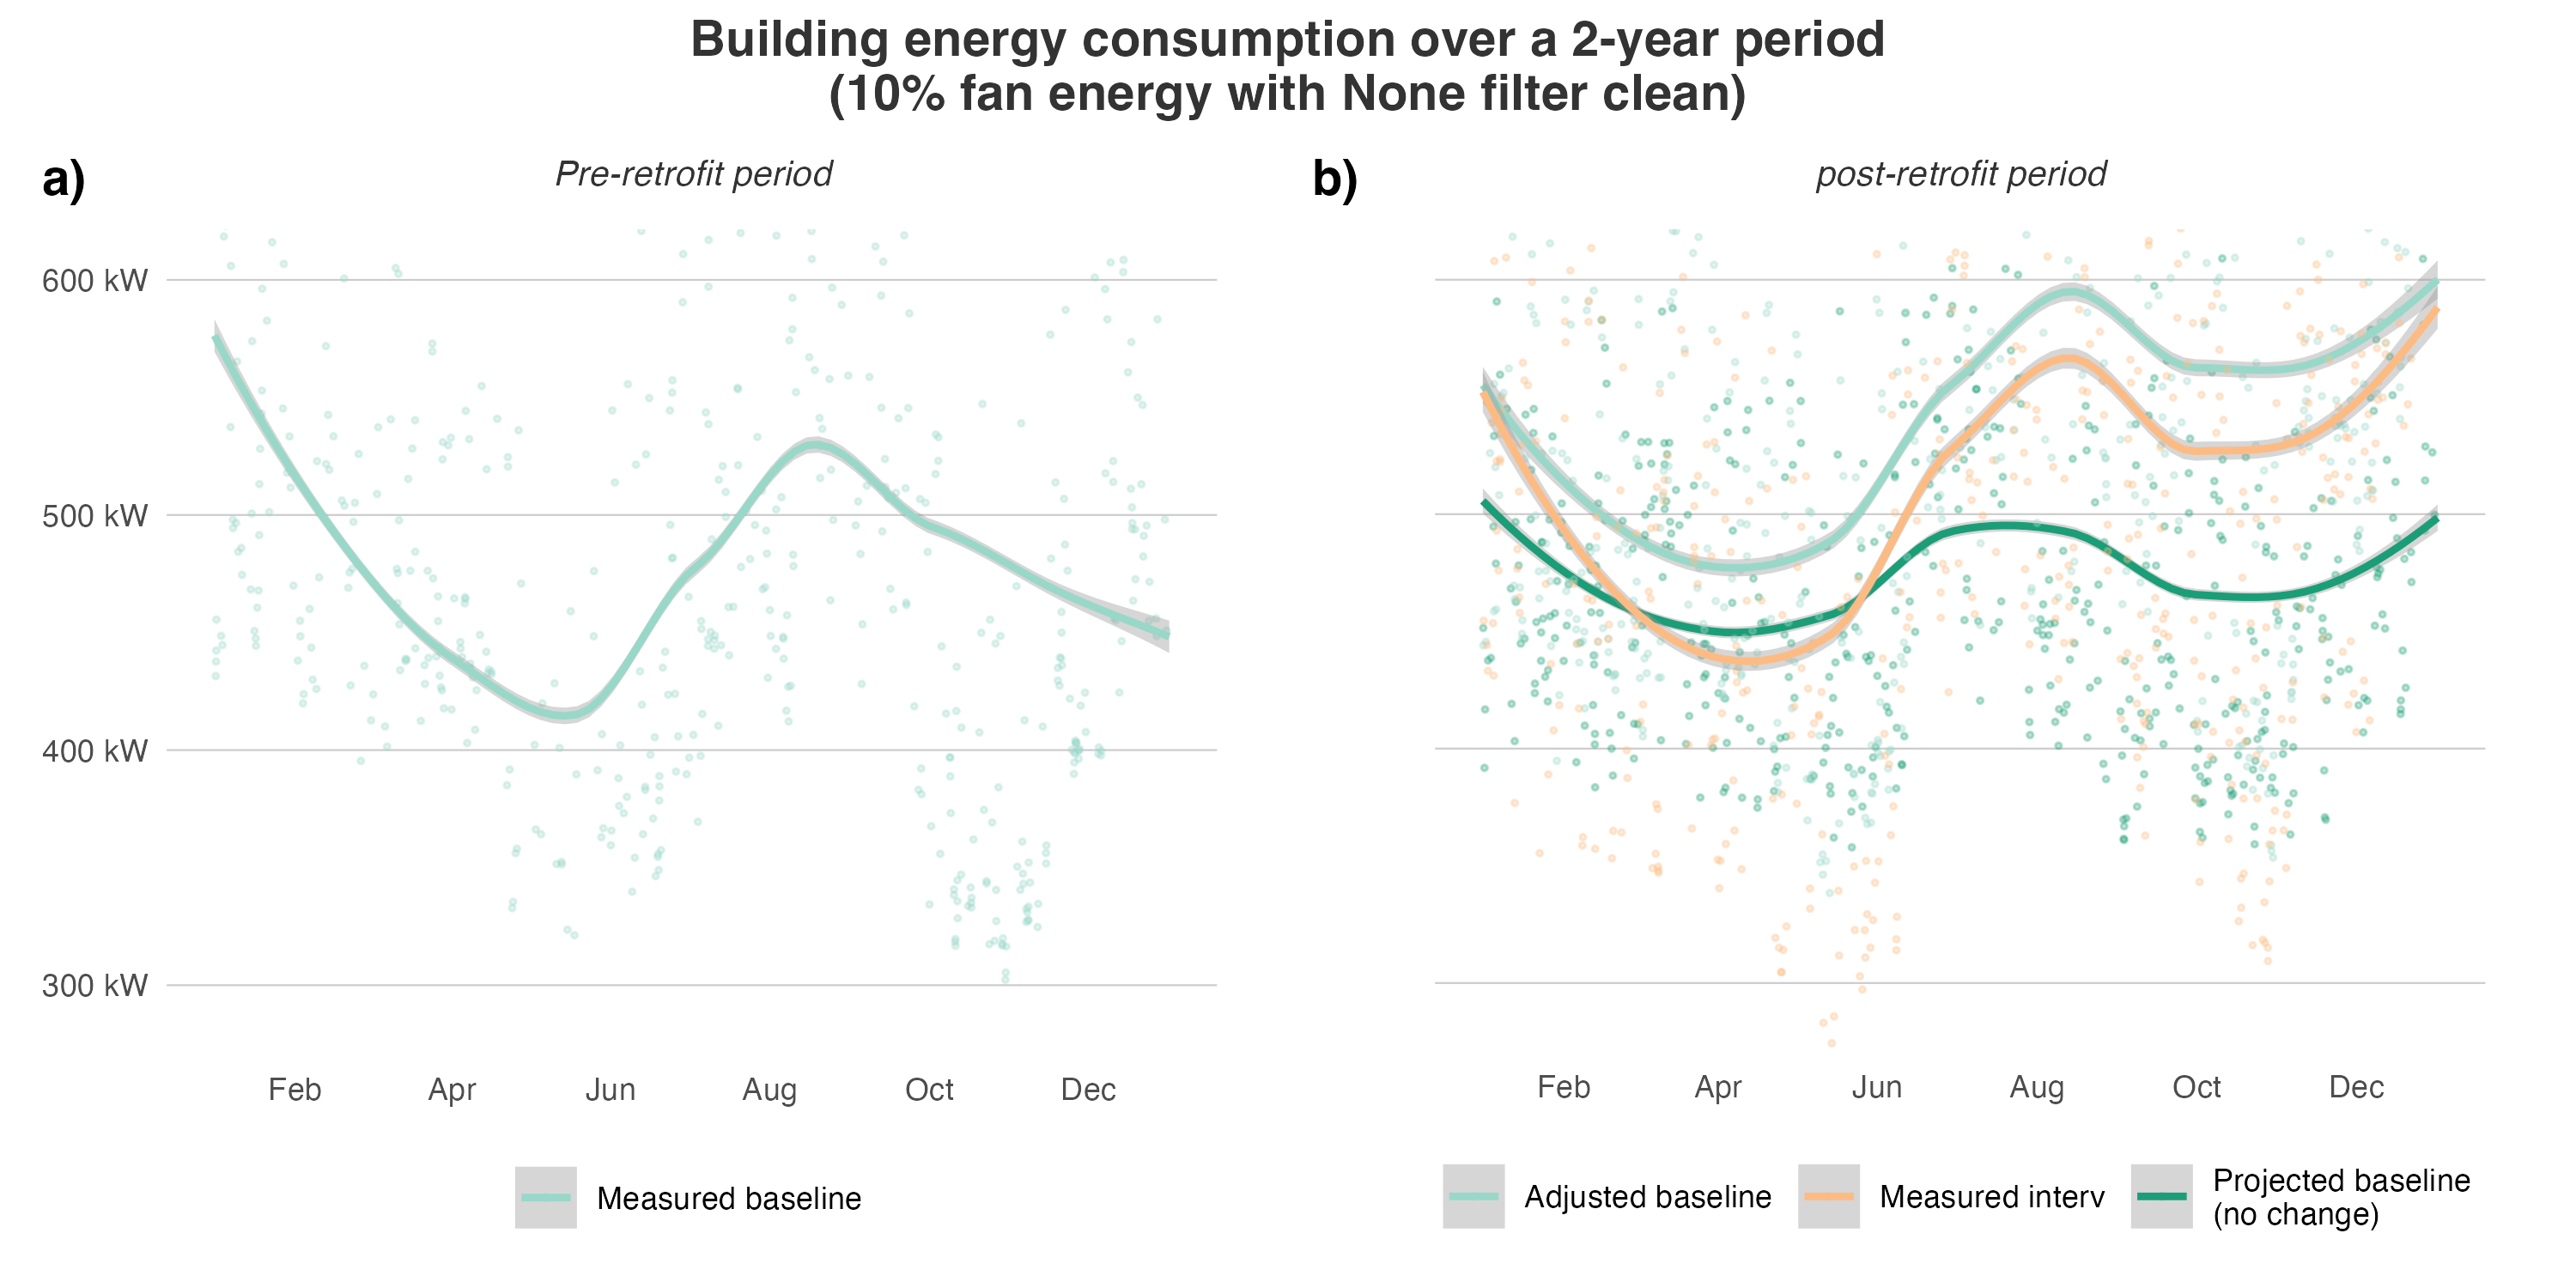 Building energy consumption over a 2-year period
(10% fan energy with None filter clean)
a)
Pre-retrofit period
600 kW
500 kW
400 kW
300 kW
Feb Apr Jun Aug Oct Dec
Measured baseline
b)
post-retrofit period
Feb Apr Jun Aug Oct Dec
Adjusted baseline
Measured interv
Projected baseline
(no change)